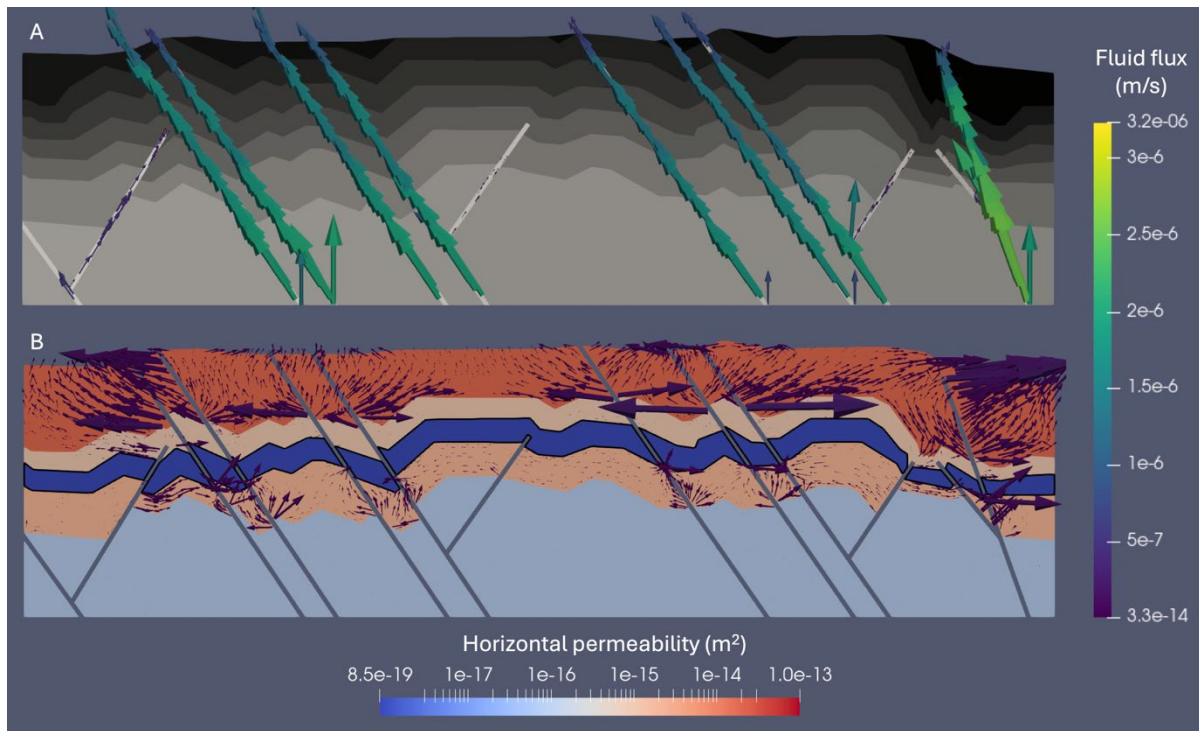 A
Fluid flux
(m/s)
3.2e-06
3e-6
2.5e-6
2e-6
1.5e-6
1e-6
5e-7
3.3e-14
B
Horizontal permeability (m²)
8.5e-19 1e-17 1e-16 1e-15 1e-14 1.0e-13